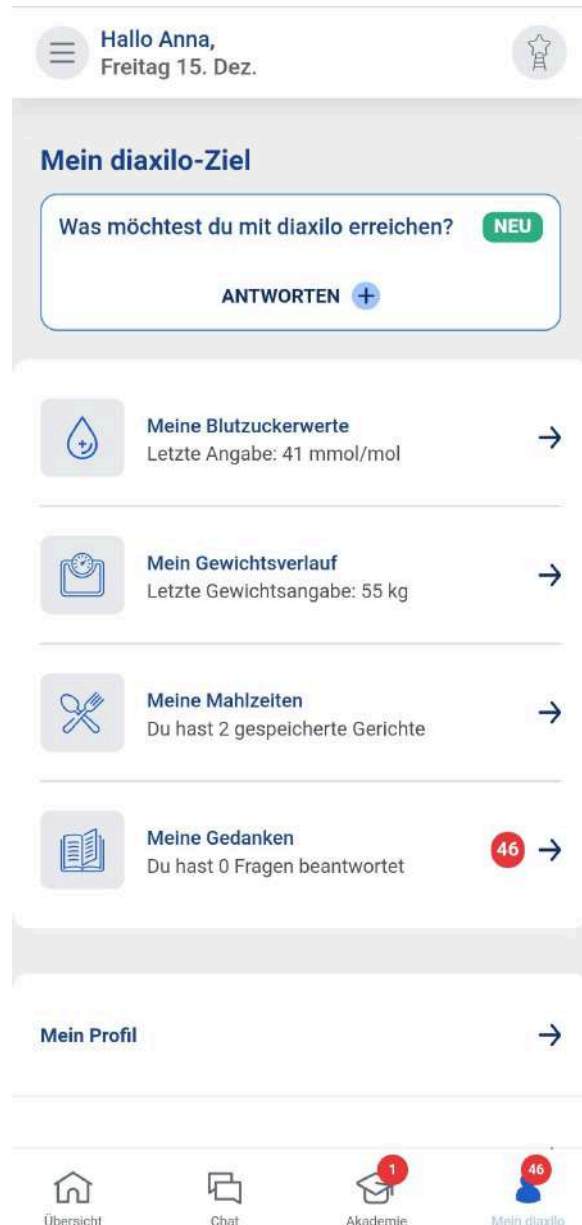 Hallo Anna,
Freitag 15. Dez.
Mein diaxilo-Ziel
Was möchtest du mit diaxilo erreichen? NEU
ANTWORTEN +
Meine Blutzuckerwerte
Letzte Angabe: 41 mmol/mol
Mein Gewichtsverlauf
Letzte Gewichtsangabe: 55 kg
Meine Mahlzeiten
Du hast 2 gespeicherte Gerichte
Meine Gedanken
Du hast 0 Fragen beantwortet
46
Mein Profil
1
46
Übersicht Chat Akademie Mein diaxilo